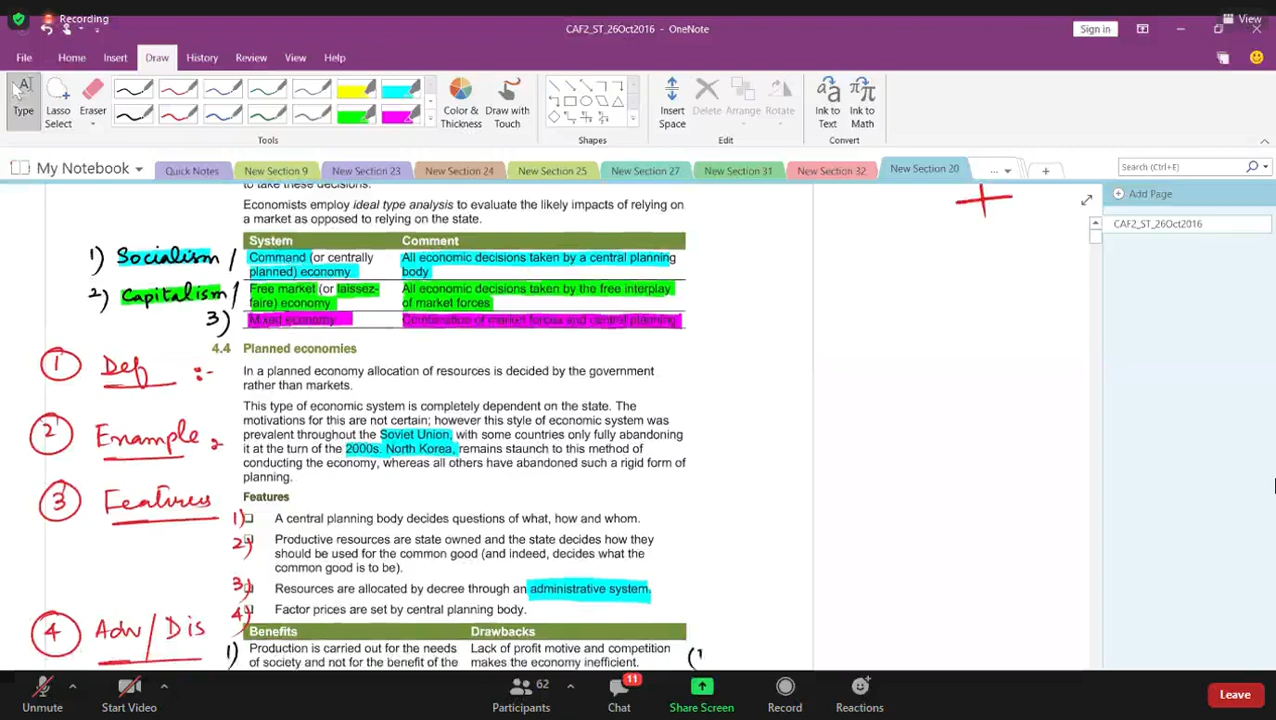 Recording
CAF2_ST_26Oct2016 - OneNote
Sign in
View
File Home Insert Draw History Review View Help
Type
Lasso Select
Eraser
Color & Thickness
Draw with Touch
Insert Space
Delete
Arrange
Rotate
Ink to Text
Ink to Math
Tools
Shapes
Edit
Convert
My Notebook
Quick Notes
New Section 9
New Section 23
New Section 24
New Section 25
New Section 27
New Section 31
New Section 32
New Section 20
...
Search (Ctrl+E)
Add Page
CAF2_ST_26Oct2016
to take these decisions.
Economists employ ideal type analysis to evaluate the likely impacts of relying on
a market as opposed to relying on the state.
System Comment
1) Socialism / Command (or centrally All economic decisions taken by a central planning
planned) economy body
2) Capitalism / Free market (or laissez- All economic decisions taken by the free interplay
faire) economy of market forces
3) Mixed economy Combination of market forces and central planning
4.4 Planned economies
1 Def :-
In a planned economy allocation of resources is decided by the government
rather than markets.
This type of economic system is completely dependent on the state. The
motivations for this are not certain; however this style of economic system was
2 Example
prevalent throughout the Soviet Union, with some countries only fully abandoning
it at the turn of the 2000s. North Korea, remains staunch to this method of
conducting the economy, whereas all others have abandoned such a rigid form of
planning.
3 Features
Features
1) A central planning body decides questions of what, how and whom.
2) Productive resources are state owned and the state decides how they
should be used for the common good (and indeed, decides what the
common good is to be).
3) Resources are allocated by decree through an administrative system.
4) Factor prices are set by central planning body.
4 Adv / Dis
Benefits Drawbacks
1) Production is carried out for the needs Lack of profit motive and competition (1
of society and not for the benefit of the makes the economy inefficient.
Unmute
Start Video
62
Participants
11
Chat
Share Screen
Record
Reactions
Leave